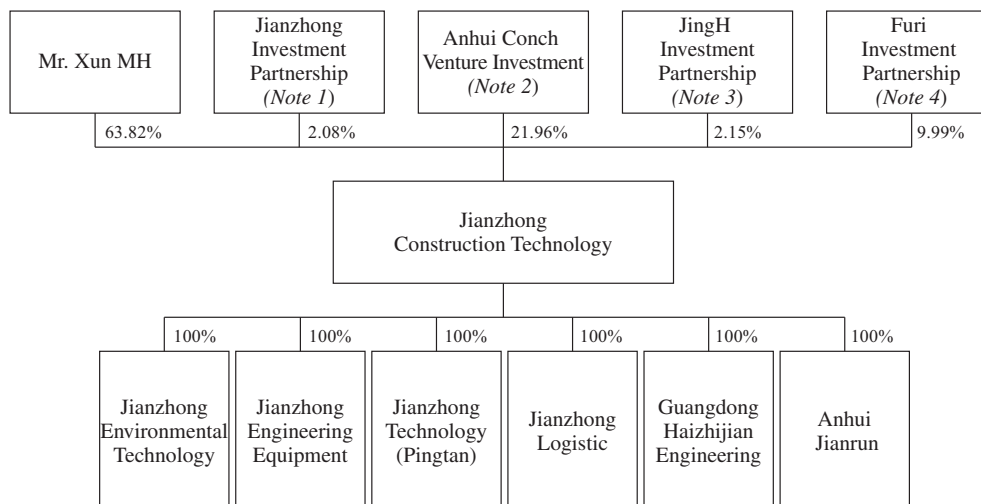 Mr. Xun MH
Jianzhong
Investment
Partnership
(Note 1)
Anhui Conch
Venture Investment
(Note 2)
JingH
Investment
Partnership
(Note 3)
Furi
Investment
Partnership
(Note 4)
63.82%
2.08%
21.96%
2.15%
9.99%
Jianzhong
Construction Technology
100%
100%
100%
100%
100%
100%
Jianzhong
Environmental
Technology
Jianzhong
Engineering
Equipment
Jianzhong
Technology
(Pingtan)
Jianzhong
Logistic
Guangdong
Haizhijian
Engineering
Anhui
Jianrun